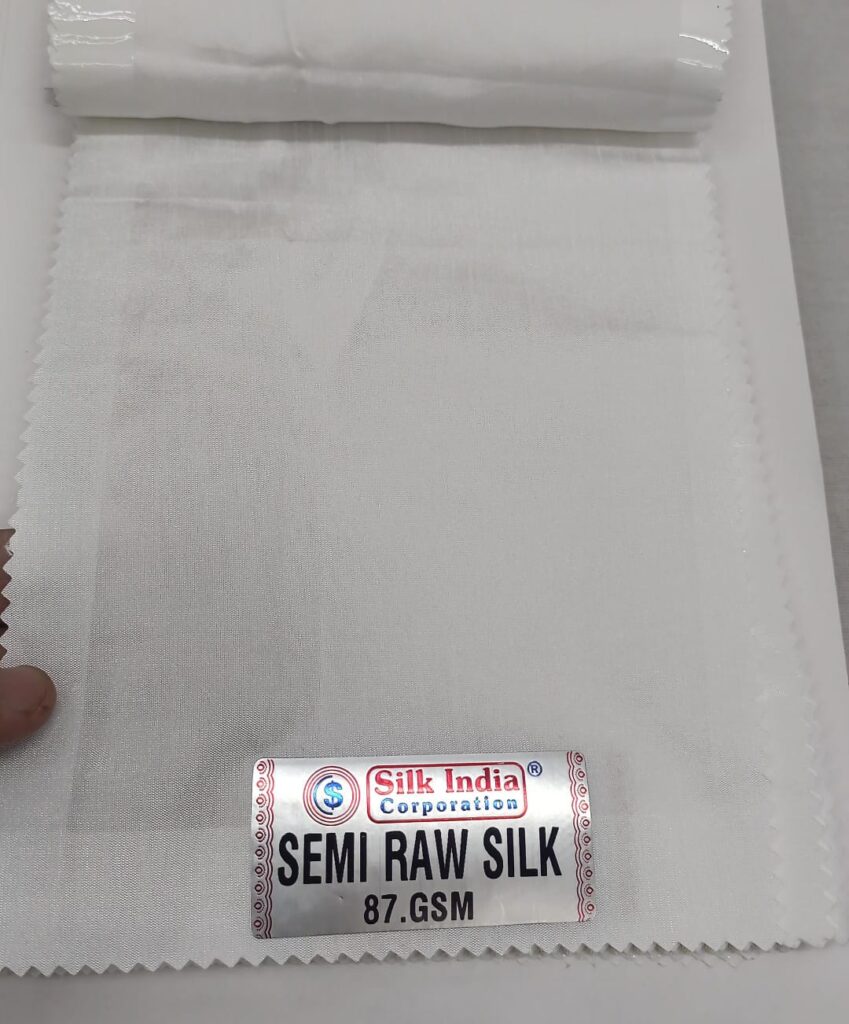 $ Silk India ®
Corporation
SEMI RAW SILK
87.GSM